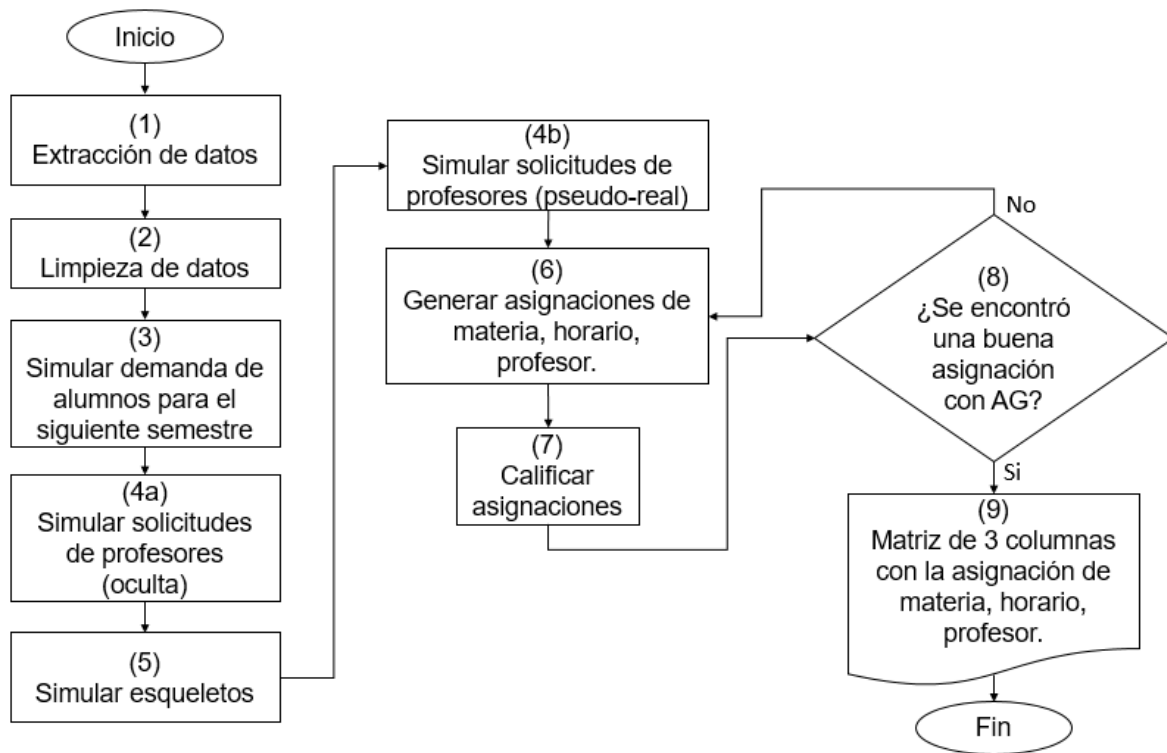 Inicio
(1)
Extracción de datos
(2)
Limpieza de datos
(3)
Simular demanda de
alumnos para el
siguiente semestre
(4a)
Simular solicitudes
de profesores
(oculta)
(5)
Simular esqueletos
(4b)
Simular solicitudes de
profesores (pseudo-real)
(6)
Generar asignaciones de
materia, horario,
profesor.
(7)
Calificar
asignaciones
No
(8)
¿Se encontró
una buena
asignación
con AG?
Si
(9)
Matriz de 3 columnas
con la asignación de
materia, horario,
profesor.
Fin